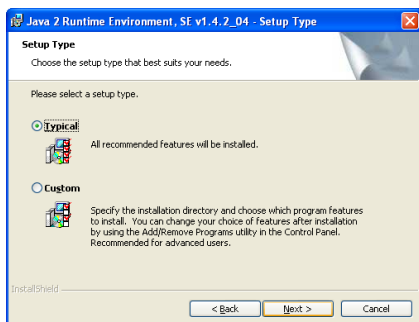 Java 2 Runtime Environment, SE v1.4.2_04 - Setup Type
Setup Type
Choose the setup type that best suits your needs.
Please select a setup type.
Typical
All recommended features will be installed.
Custom
Specify the installation directory and choose which program features
to install. You can change your choice of features after installation
by using the Add/Remove Programs utility in the Control Panel.
Recommended for advanced users.
InstallShield
< Back Next > Cancel